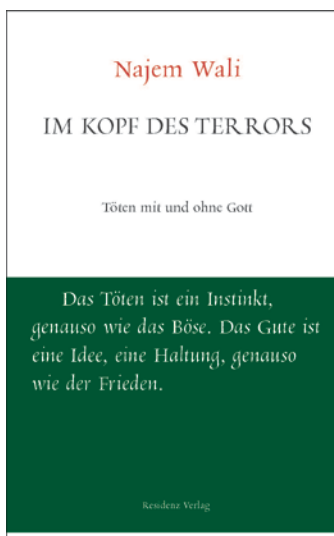 Najem Wali
IM KOPF DES TERRORS
Töten mit und ohne Gott
Das Töten ist ein Instinkt,
genauso wie das Böse. Das Gute ist
eine Idee, eine Haltung, genauso
wie der Frieden.
Residenz Verlag